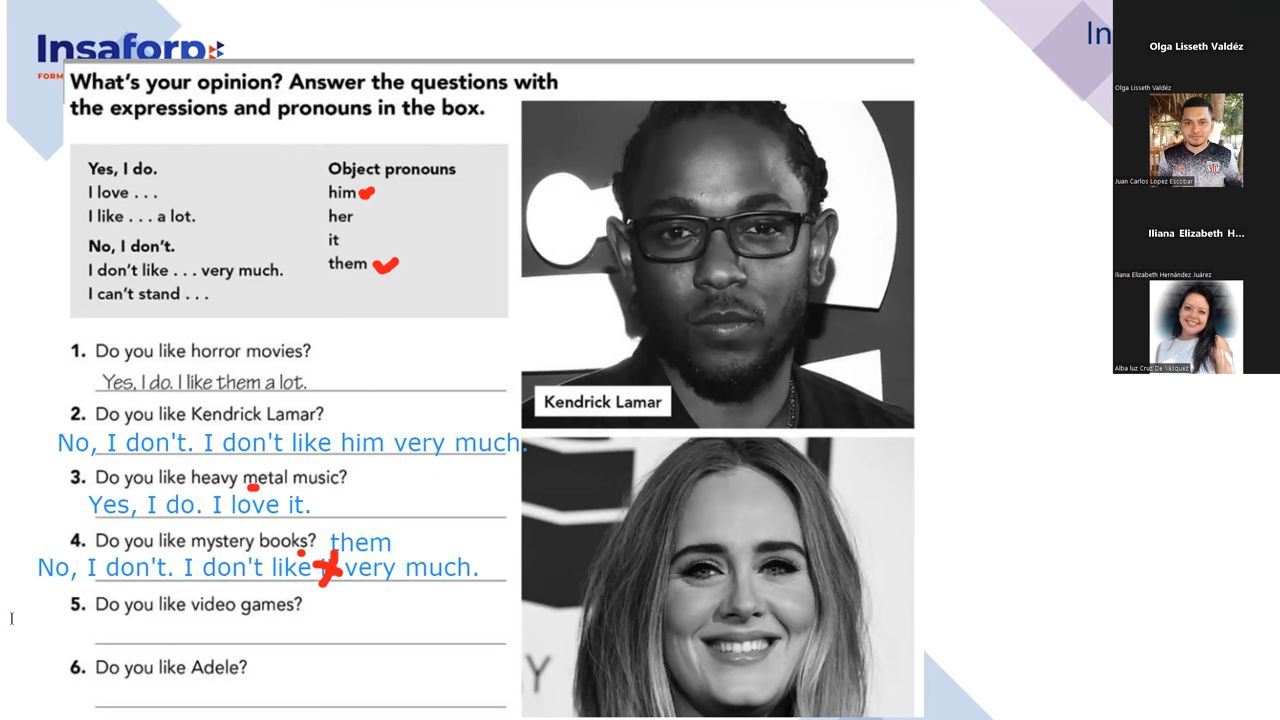 Insaforp
FORM
In
What's your opinion? Answer the questions with
the expressions and pronouns in the box.
Yes, I do.
I love . . .
I like . . . a lot.
No, I don't.
I don't like . . . very much.
I can't stand . . .
Object pronouns
him
her
it
them
1. Do you like horror movies?
Yes, I do. I like them a lot.
2. Do you like Kendrick Lamar?
No, I don't. I don't like him very much.
3. Do you like heavy metal music?
Yes, I do. I love it.
4. Do you like mystery books? them
No, I don't. I don't like very much.
5. Do you like video games?
6. Do you like Adele?
Kendrick Lamar
Y
Olga Lisseth Valdéz
Olga Lisseth Valdéz
Juan Carlos Lopez Escobar
Iliana Elizabeth H...
Iliana Elizabeth Hernández Juárez
Alba luz Cruz De Vasquez